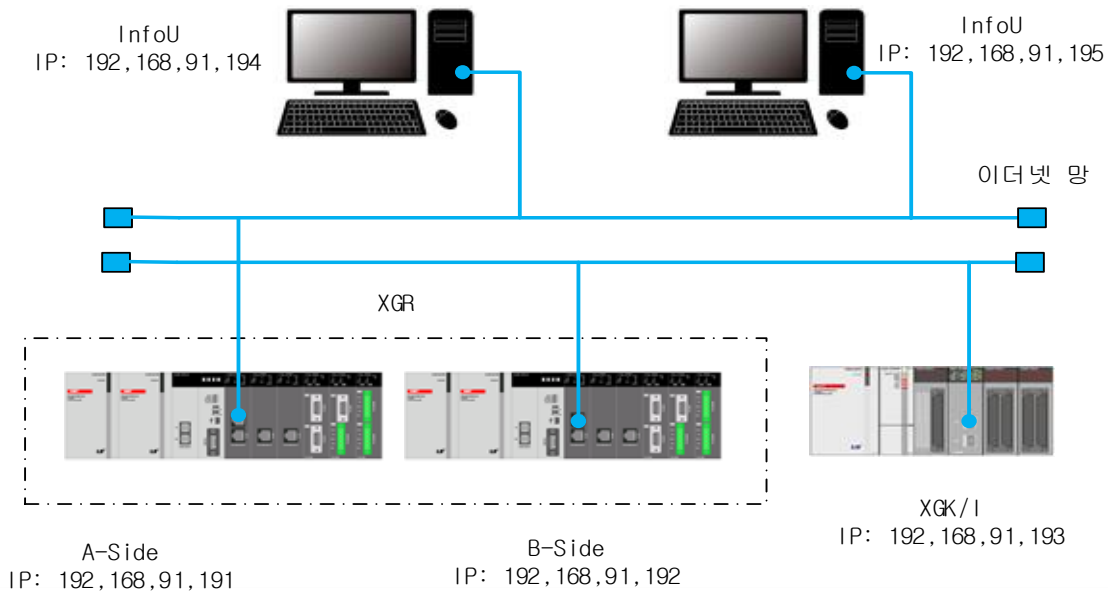 InfoU
IP: 192,168,91,194
InfoU
IP: 192,168,91,195
이더넷 망
XGR
A-Side
IP: 192,168,91,191
B-Side
IP: 192,168,91,192
XGK/I
IP: 192,168,91,193